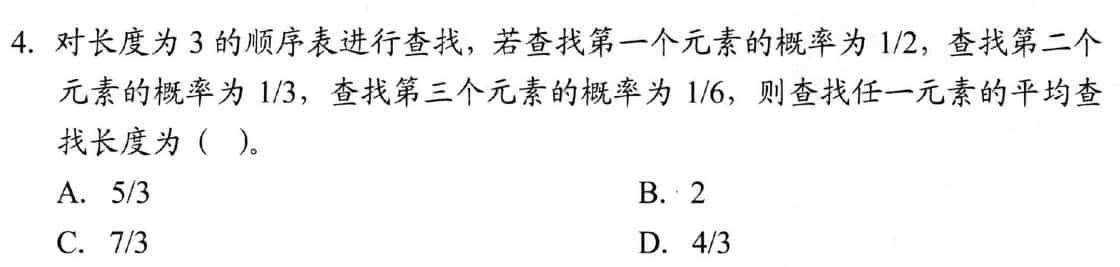 4. 对长度为 3 的顺序表进行查找，若查找第一个元素的概率为 1/2，查找第二个
元素的概率为 1/3，查找第三个元素的概率为 1/6，则查找任一元素的平均查
找长度为（ ）。
A. 5/3 B. 2
C. 7/3 D. 4/3